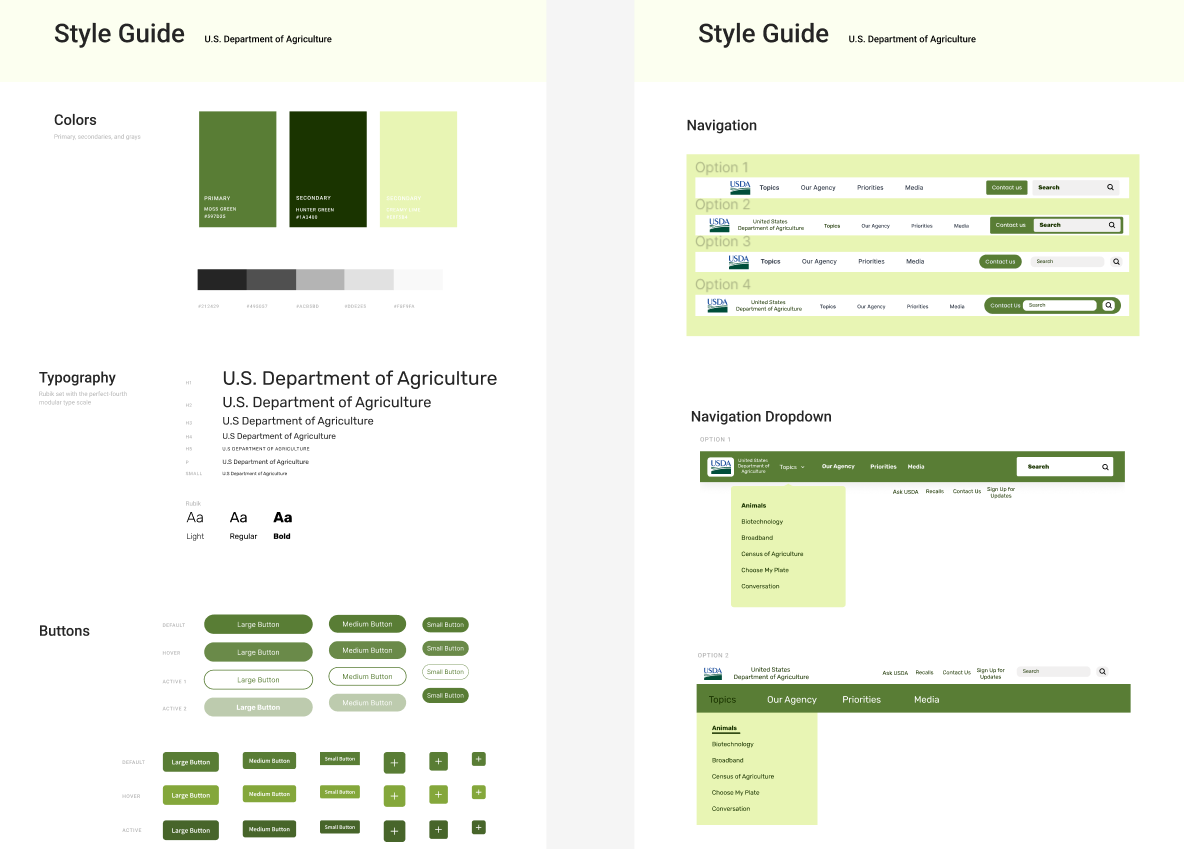 Style Guide
U.S. Department of Agriculture
Colors
Primary, secondaries, and grays
PRIMARY
MOSS GREEN
SECONDARY
HUNTER GREEN
#1A3400
SECONDARY
Typography
Rubik set with the perfect-fourth
modular type scale
H1
U.S. Department of Agriculture
H2
U.S. Department of Agriculture
H3
U.S Department of Agriculture
H4
U.S Department of Agriculture
H5
U.S DEPARTMENT OF AGRICULTURE
P
U.S Department of Agriculture
SMALL
U.S Department of Agriculture
Rubik
Aa
Aa
Aa
Light
Regular
Bold
Buttons
DEFAULT
Large Button
Medium Button
Small Button
HOVER
Large Button
Medium Button
Small Button
ACTIVE 1
Large Button
Medium Button
Small Button
ACTIVE 2
Large Button
Medium Button
Small Button
DEFAULT
Large Button
Medium Button
Small Button
+
+
+
HOVER
Large Button
Medium Button
Small Button
+
+
+
ACTIVE
Large Button
Medium Button
Small Button
+
+
+
Style Guide
U.S. Department of Agriculture
Navigation
Option 1
USDA
Topics
Our Agency
Priorities
Media
Contact us
Search
Option 2
USDA
United States
Department of Agriculture
Topics
Our Agency
Priorities
Media
Contact us
Search
Option 3
USDA
Topics
Our Agency
Priorities
Media
Contact us
Search
Option 4
USDA
United States
Department of Agriculture
Topics
Our Agency
Priorities
Media
Contact Us
Search
Navigation Dropdown
OPTION 1
USDA
United States
Department of
Agriculture
Topics
Our Agency
Priorities
Media
Search
Ask USDA
Recalls
Contact Us
Sign Up for
Updates
Animals
Biotechnology
Broadband
Census of Agriculture
Choose My Plate
Conversation
OPTION 2
USDA
United States
Department of Agriculture
Ask USDA
Recalls
Contact Us
Sign Up for
Updates
Search
Topics
Our Agency
Priorities
Media
Animals
Biotechnology
Broadband
Census of Agriculture
Choose My Plate
Conversation